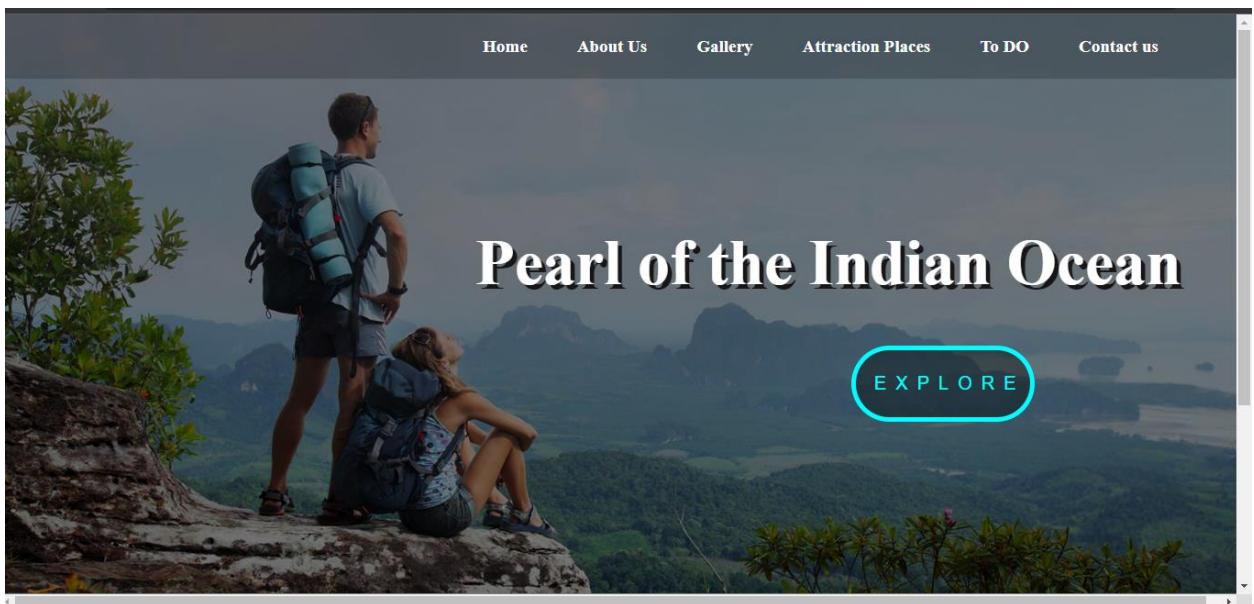 Home About Us Gallery Attraction Places To DO Contact us
Pearl of the Indian Ocean
EXPLORE